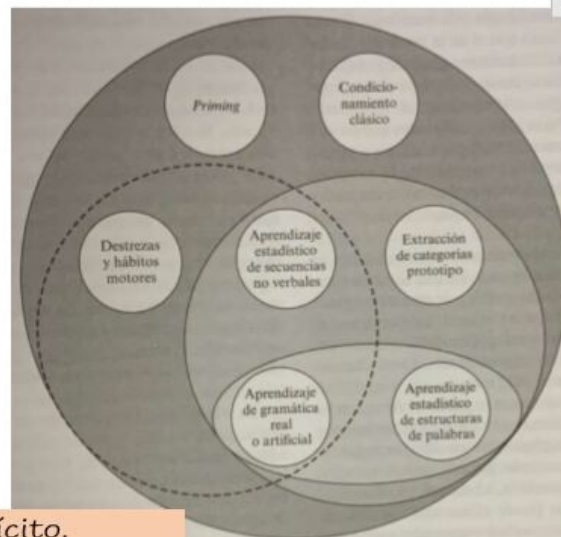 Priming
Condicio-
namiento
clásico
Destrezas
y hábitos
motores
Aprendizaje
estadístico
de secuencias
no verbales
Extracción
de categorías
prototipo
Aprendizaje
de gramática
real
o artificial
Aprendizaje
estadístico
de estructuras
de palabras
ícito.